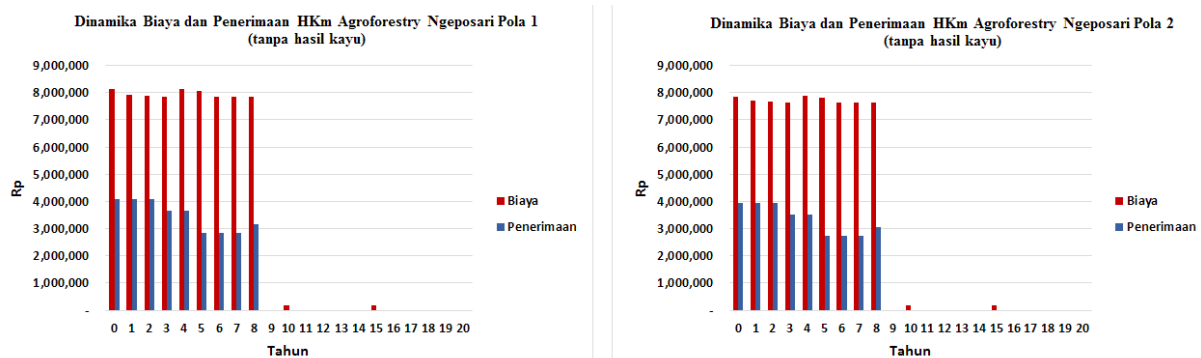 Dinamika Biaya dan Penerimaan HKm Agroforestry Ngeposari Pola 1
(tanpa hasil kayu)
9,000,000
8,000,000
7,000,000
6,000,000
5,000,000
4,000,000
3,000,000
2,000,000
1,000,000
-
Rp
0 1 2 3 4 5 6 7 8 9 10 11 12 13 14 15 16 17 18 19 20
Tahun
Biaya
Penerimaan
Dinamika Biaya dan Penerimaan HKm Agroforestry Ngeposari Pola 2
(tanpa hasil kayu)
9,000,000
8,000,000
7,000,000
6,000,000
5,000,000
4,000,000
3,000,000
2,000,000
1,000,000
-
Rp
0 1 2 3 4 5 6 7 8 9 10 11 12 13 14 15 16 17 18 19 20
Tahun
Biaya
Penerimaan